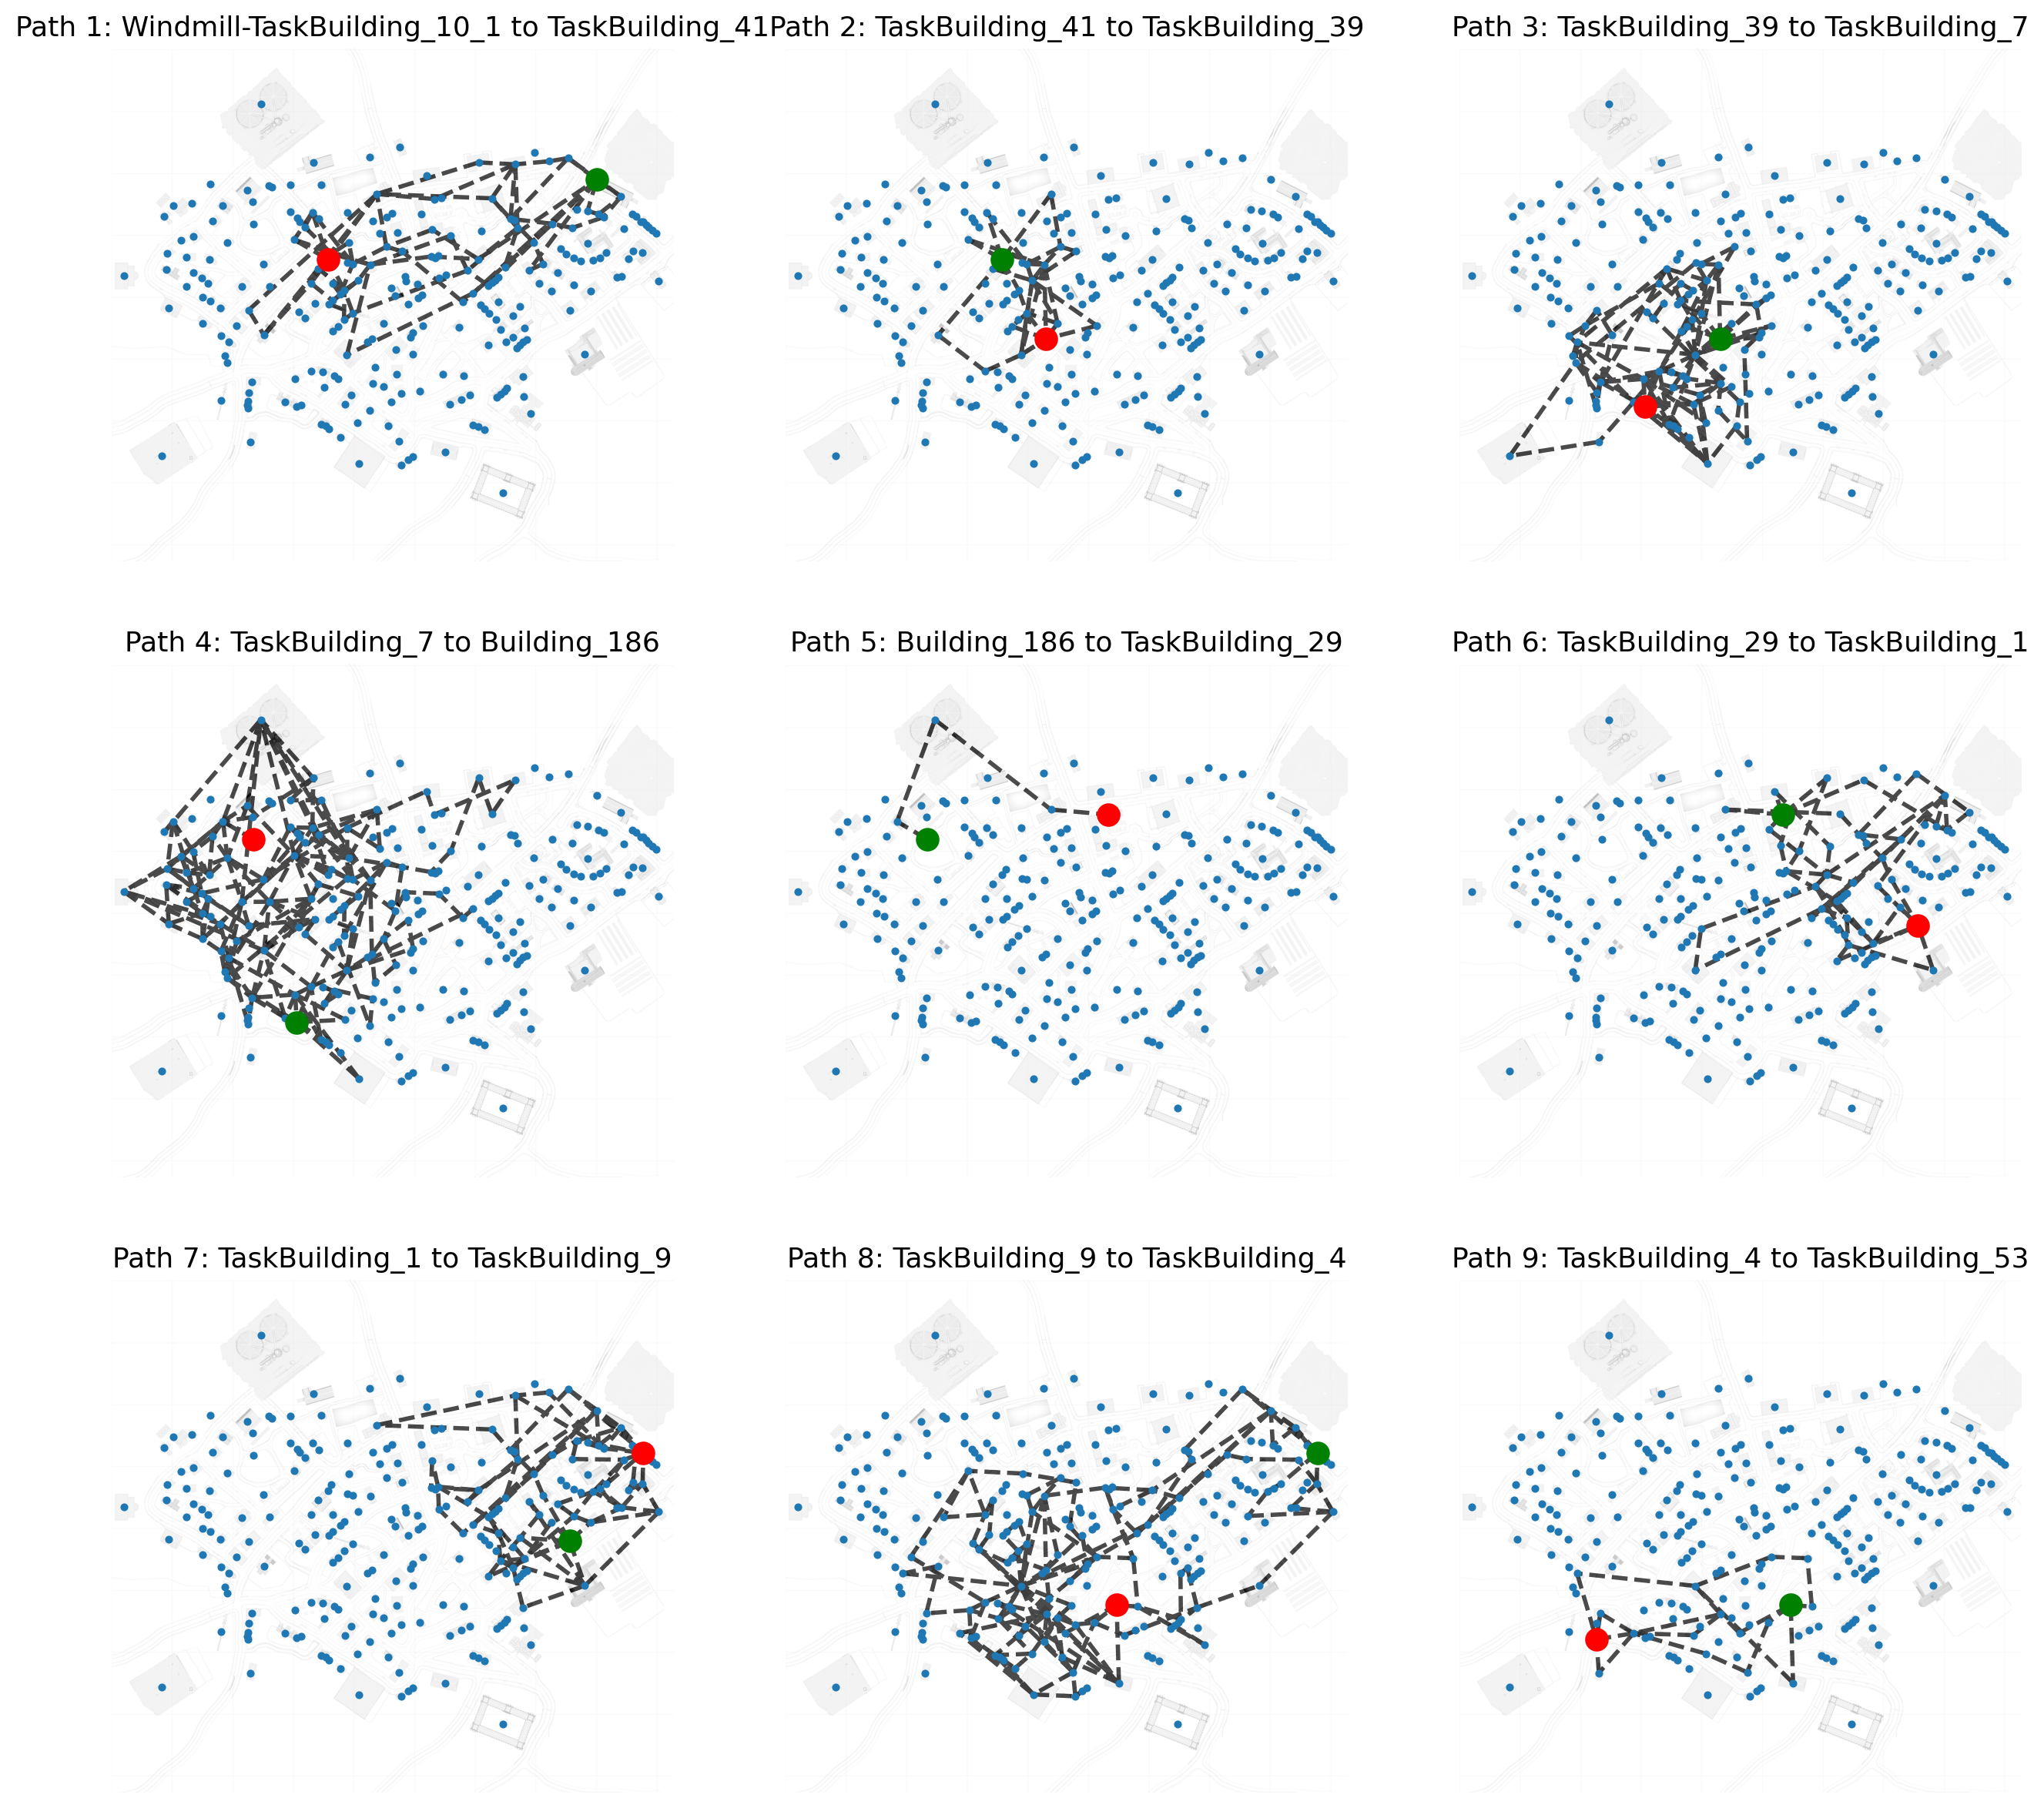 Path 1: Windmill-TaskBuilding_10_1 to TaskBuilding_41
Path 2: TaskBuilding_41 to TaskBuilding_39
Path 3: TaskBuilding_39 to TaskBuilding_7
Path 4: TaskBuilding_7 to Building_186
Path 5: Building_186 to TaskBuilding_29
Path 6: TaskBuilding_29 to TaskBuilding_1
Path 7: TaskBuilding_1 to TaskBuilding_9
Path 8: TaskBuilding_9 to TaskBuilding_4
Path 9: TaskBuilding_4 to TaskBuilding_53